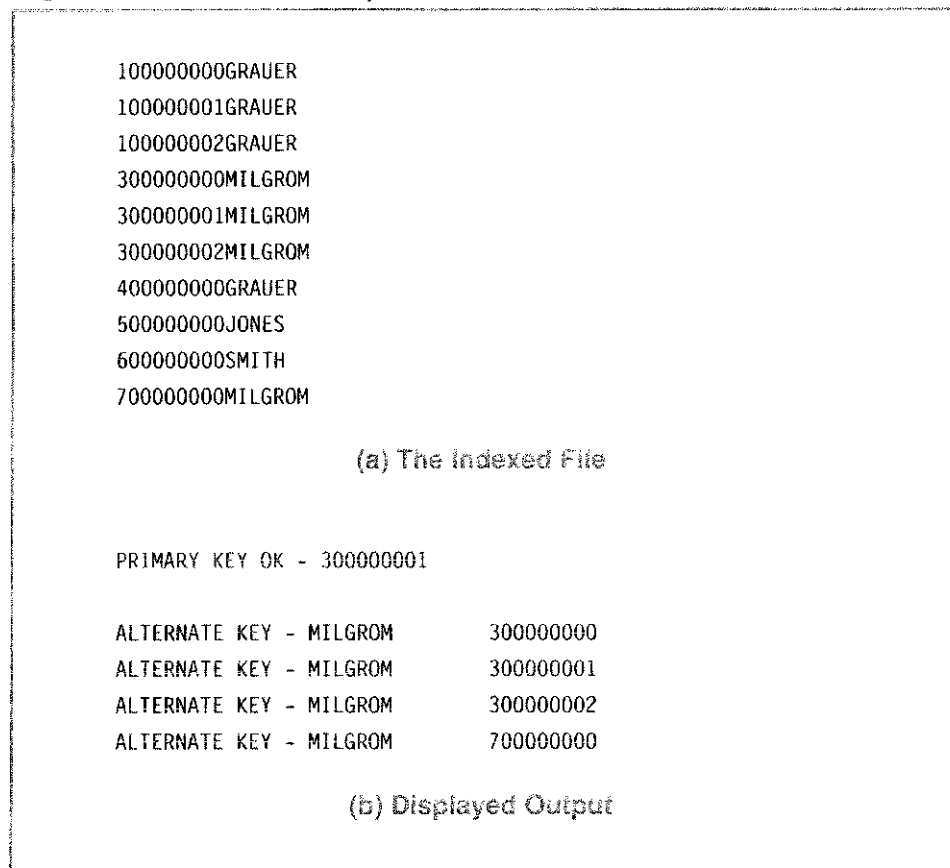 100000000GRAUER
100000001GRAUER
100000002GRAUER
300000000MILGROM
300000001MILGROM
300000002MILGROM
400000000GRAUER
500000000JONES
600000000SMITH
700000000MILGROM
(a) The Indexed File
PRIMARY KEY OK - 300000001
ALTERNATE KEY - MILGROM 300000000
ALTERNATE KEY - MILGROM 300000001
ALTERNATE KEY - MILGROM 300000002
ALTERNATE KEY - MILGROM 700000000
(b) Displayed Output